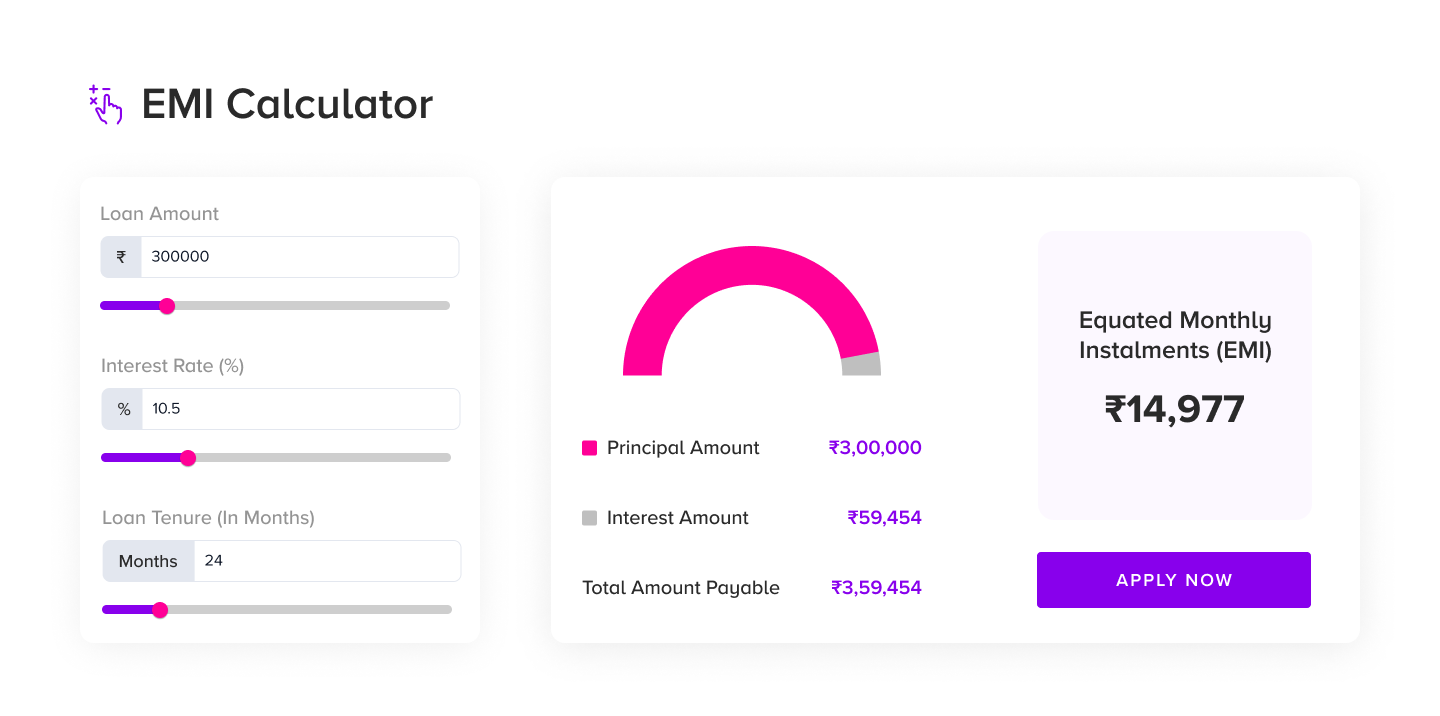 EMI Calculator
Loan Amount
₹ 300000
Interest Rate (%)
% 10.5
Loan Tenure (In Months)
Months 24
Principal Amount ₹3,00,000
Interest Amount ₹59,454
Total Amount Payable ₹3,59,454
Equated Monthly
Instalments (EMI)
₹14,977
APPLY NOW